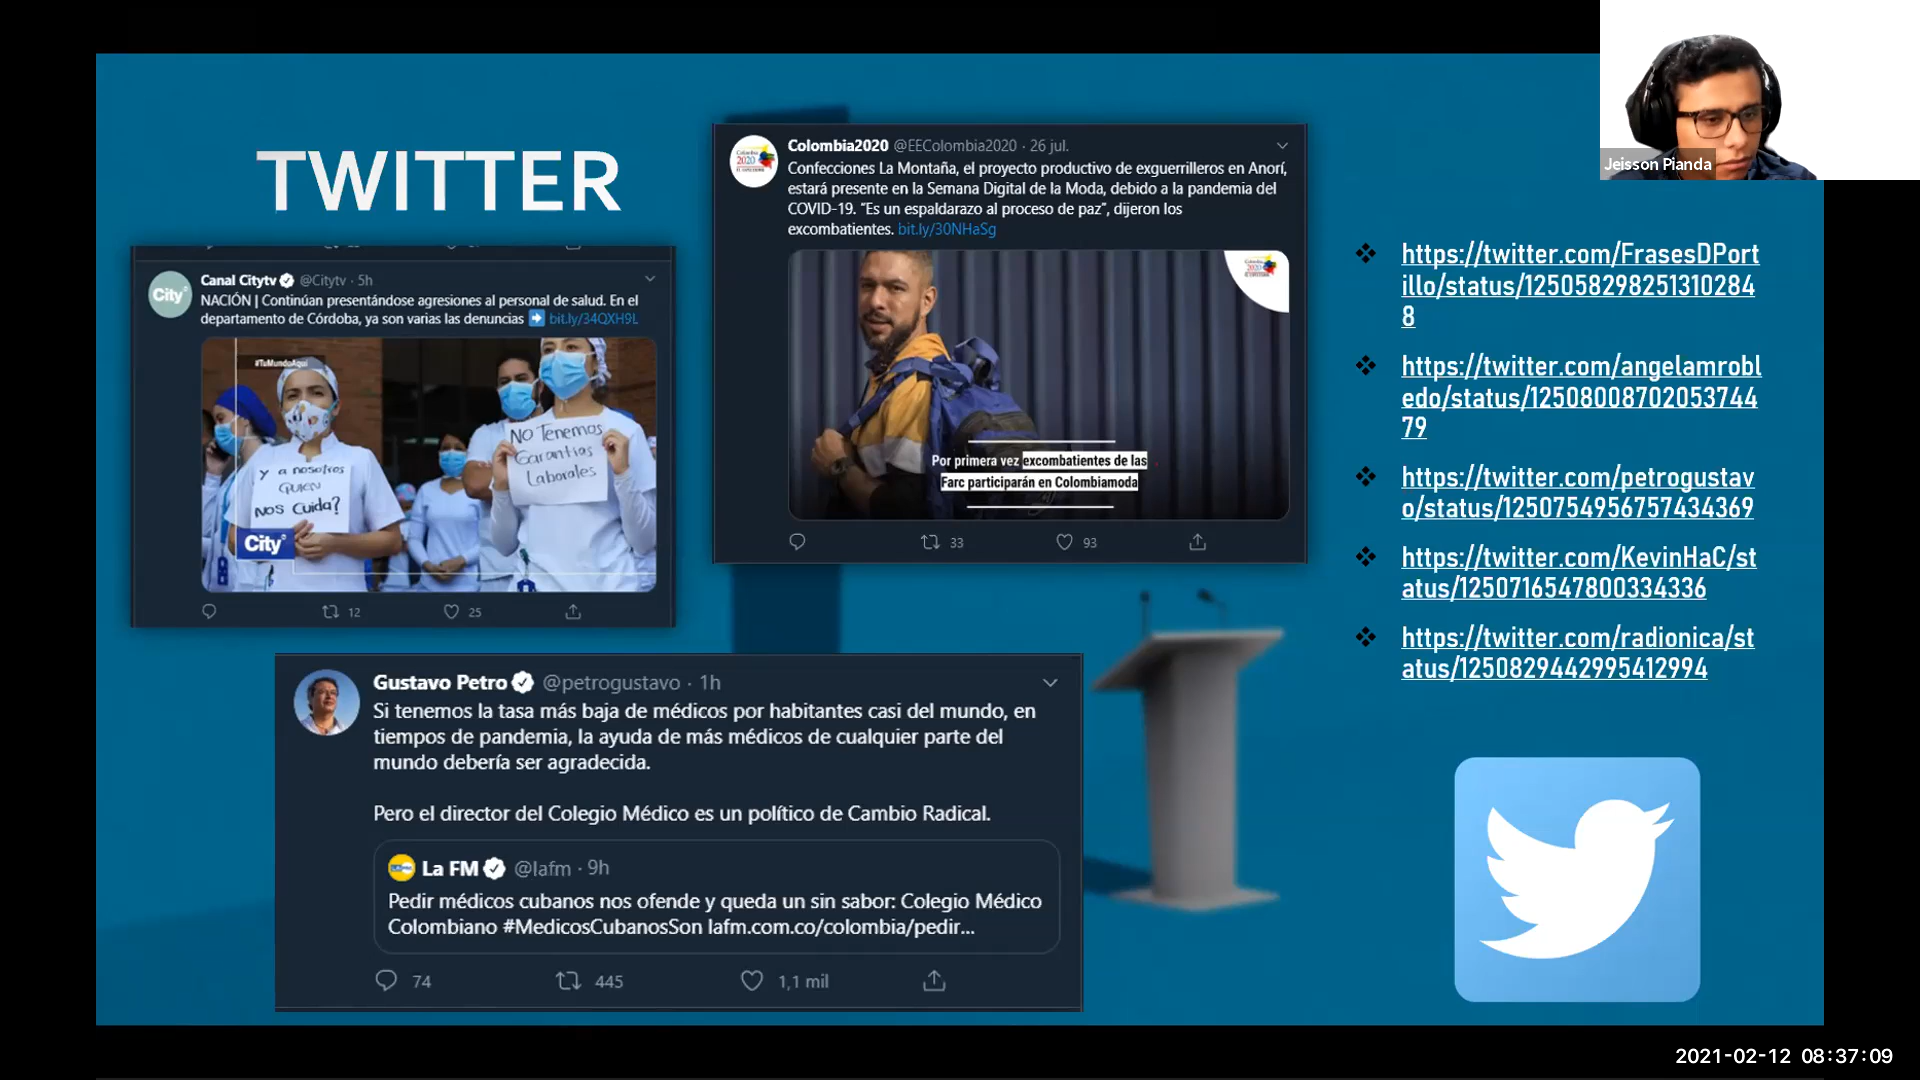 TWITTER
Canal Citytv @Citytv · 5h
NACIÓN | Continúan presentándose agresiones al personal de salud. En el
departamento de Córdoba, ya son varias las denuncias ➡ bit.ly/34QXH9L
City
#TuMundoAquí
Y a nosotros
Quien
Nos Cuida?
No Tenemos
Garantias
Laborales
City
12
25
Colombia2020 @EEColombia2020 · 26 jul.
Confecciones La Montaña, el proyecto productivo de exguerrilleros en Anorí,
estará presente en la Semana Digital de la Moda, debido a la pandemia del
COVID-19. "Es un espaldarazo al proceso de paz", dijeron los
excombatientes. bit.ly/30NHaSg
Por primera vez excombatientes de las
Farc participarán en Colombiamoda
33
93
Gustavo Petro @petrogustavo · 1h
Si tenemos la tasa más baja de médicos por habitantes casi del mundo, en
tiempos de pandemia, la ayuda de más médicos de cualquier parte del
mundo debería ser agradecida.
Pero el director del Colegio Médico es un político de Cambio Radical.
La FM @lafm · 9h
Pedir médicos cubanos nos ofende y queda un sin sabor: Colegio Médico
Colombiano #MedicosCubanosSon lafm.com.co/colombia/pedir...
74
445
1,1 mil
Jeisson Pianda
https://twitter.com/FrasesDPort
illo/status/125058298251310284
8
https://twitter.com/angelamrobl
edo/status/12508008702053744
79
https://twitter.com/petrogustav
o/status/1250754956757434369
https://twitter.com/KevinHaC/st
atus/1250716547800334336
https://twitter.com/radionica/st
atus/1250829442995412994
2021-02-12 08:37:09